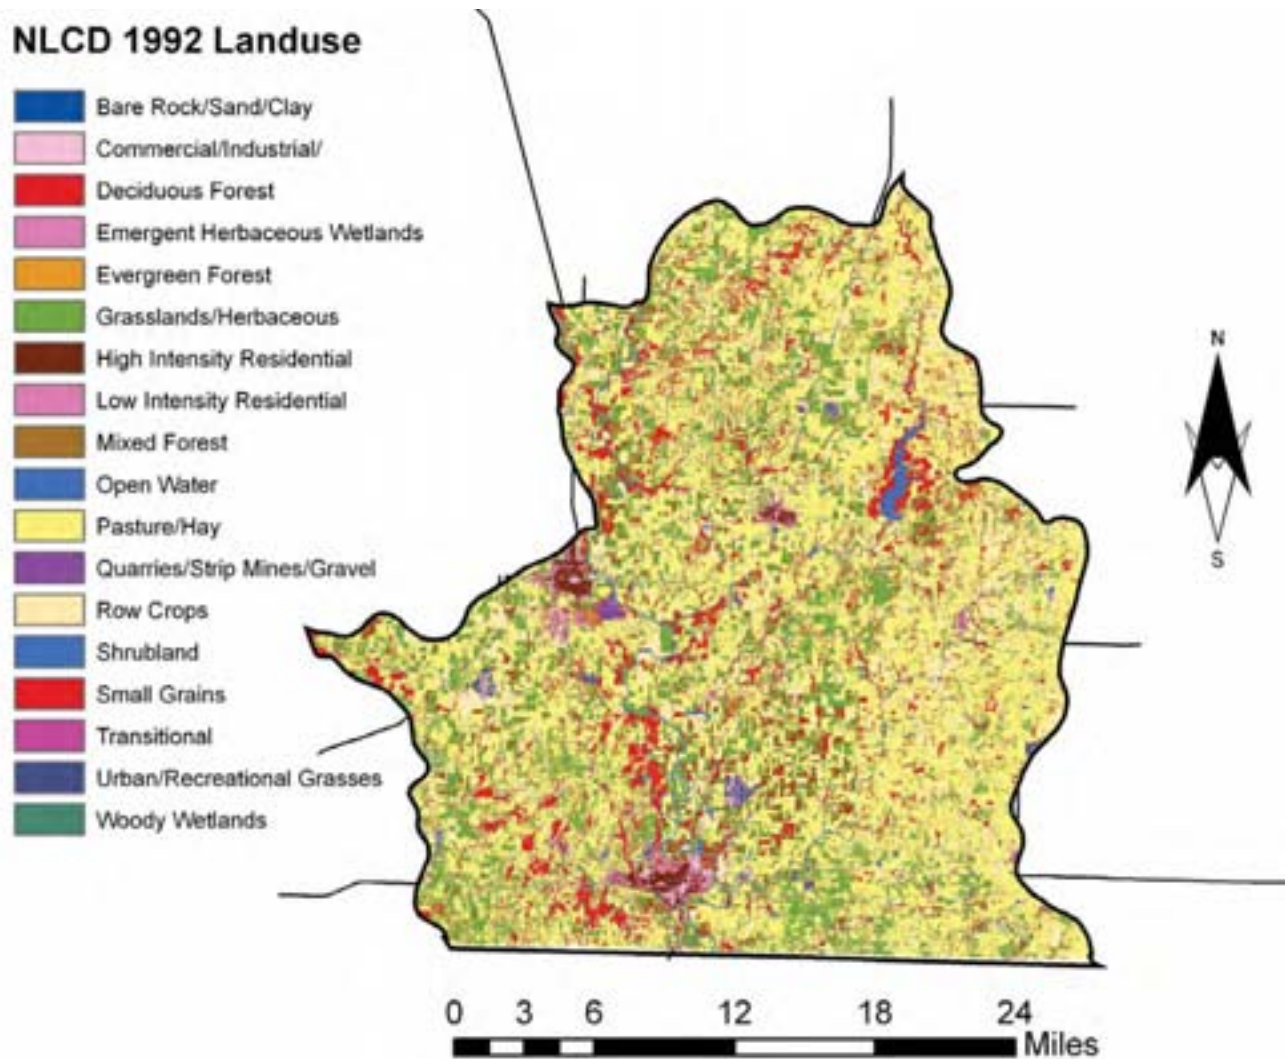 NLCD 1992 Landuse
Bare Rock/Sand/Clay
Commercial/Industrial/
Deciduous Forest
Emergent Herbaceous Wetlands
Evergreen Forest
Grasslands/Herbaceous
High Intensity Residential
Low Intensity Residential
Mixed Forest
Open Water
Pasture/Hay
Quarries/Strip Mines/Gravel
Row Crops
Shrubland
Small Grains
Transitional
Urban/Recreational Grasses
Woody Wetlands
N
S
0 3 6 12 18 24
Miles